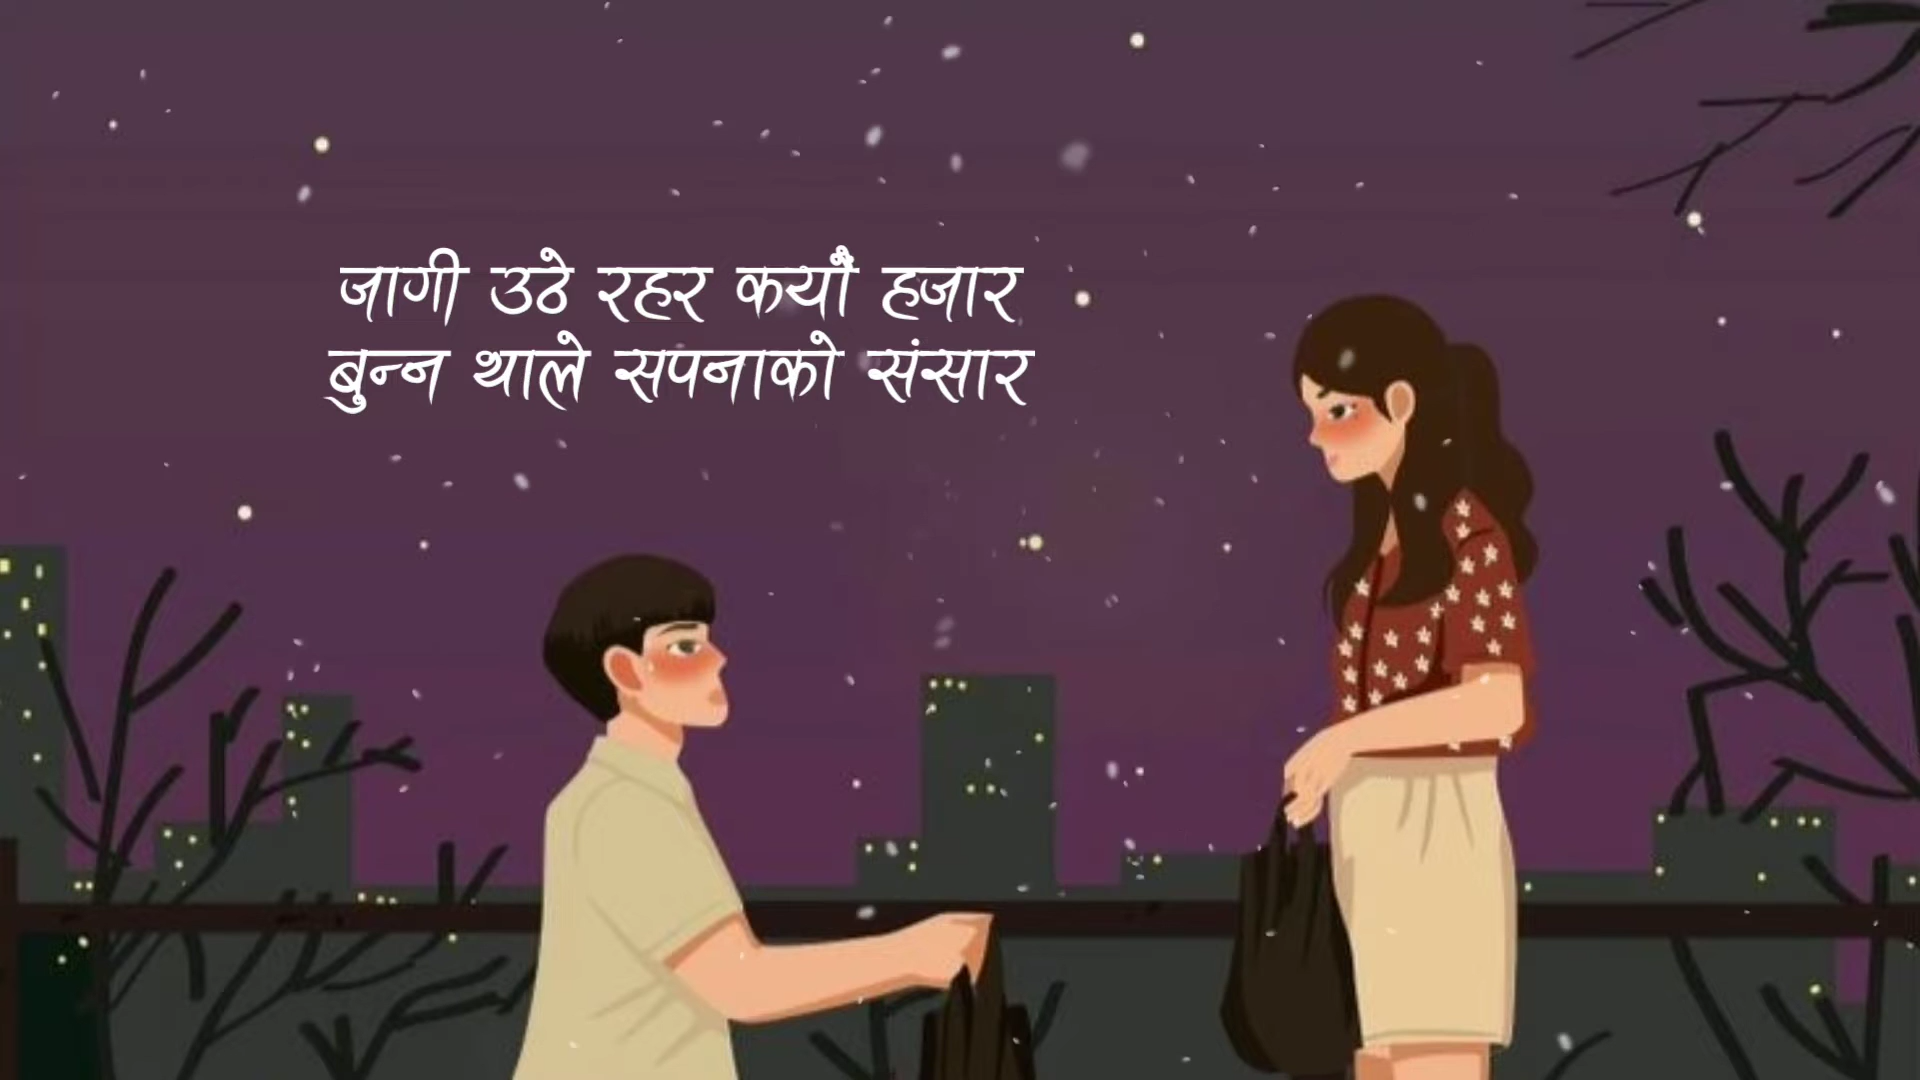 जागी उठे रहर कयौं हजार
बुन्न थाले सपनाको संसार